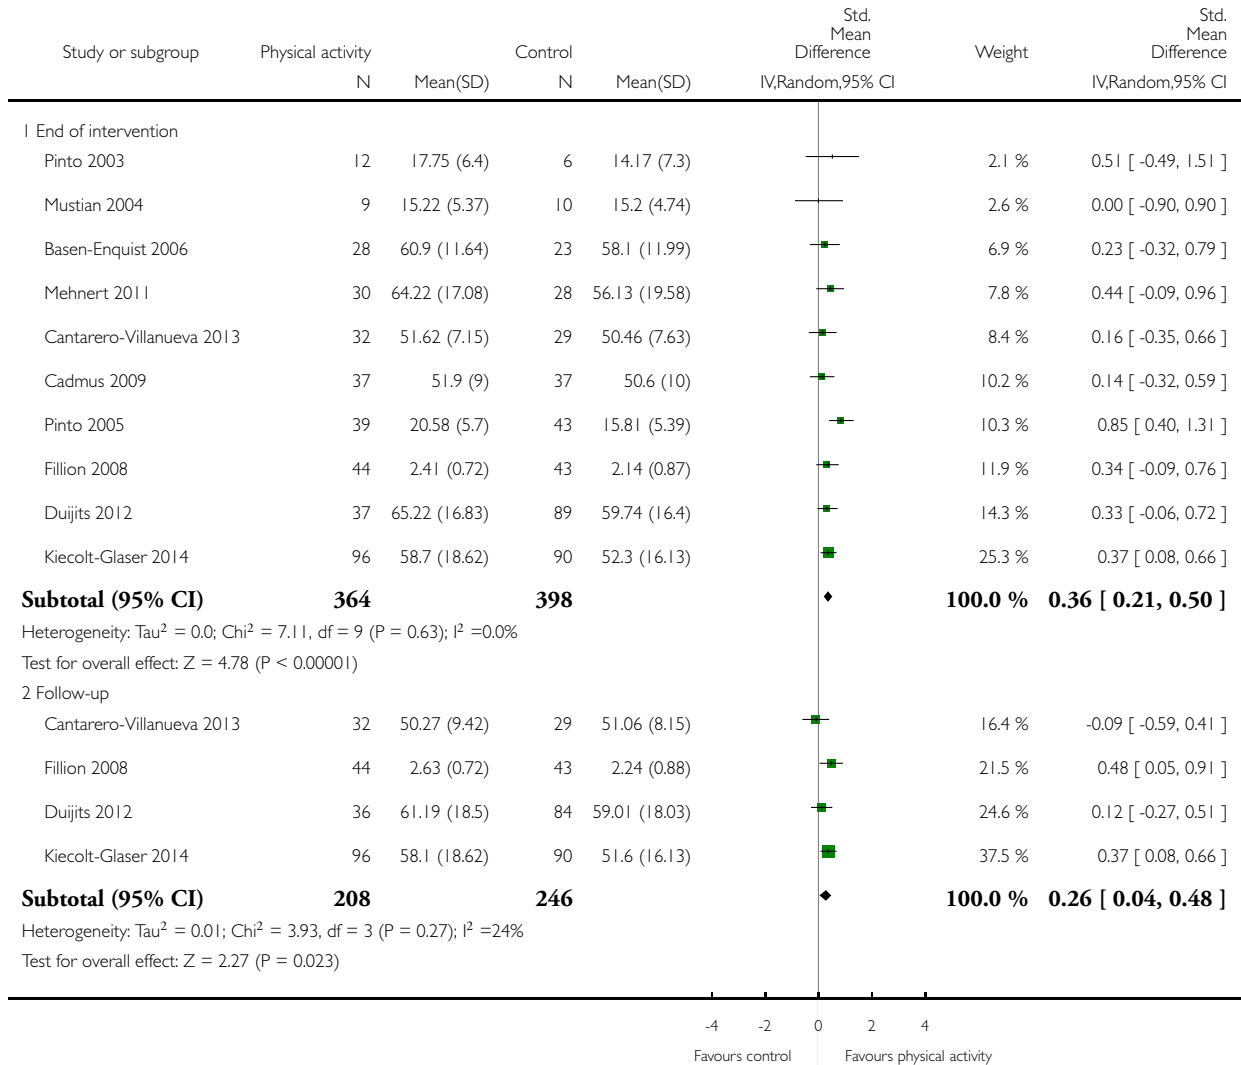 Std. Mean Difference Std. Mean Difference
Study or subgroup Physical activity Control Weight
N Mean(SD) N Mean(SD) IV,Random,95% CI IV,Random,95% CI
1 End of intervention
Pinto 2003 12 17.75 (6.4) 6 14.17 (7.3) 2.1 % 0.51 [ -0.49, 1.51 ]
Mustian 2004 9 15.22 (5.37) 10 15.2 (4.74) 2.6 % 0.00 [ -0.90, 0.90 ]
Basen-Enquist 2006 28 60.9 (11.64) 23 58.1 (11.99) 6.9 % 0.23 [ -0.32, 0.79 ]
Mehnert 2011 30 64.22 (17.08) 28 56.13 (19.58) 7.8 % 0.44 [ -0.09, 0.96 ]
Cantarero-Villanueva 2013 32 51.62 (7.15) 29 50.46 (7.63) 8.4 % 0.16 [ -0.35, 0.66 ]
Cadmus 2009 37 51.9 (9) 37 50.6 (10) 10.2 % 0.14 [ -0.32, 0.59 ]
Pinto 2005 39 20.58 (5.7) 43 15.81 (5.39) 10.3 % 0.85 [ 0.40, 1.31 ]
Fillion 2008 44 2.41 (0.72) 43 2.14 (0.87) 11.9 % 0.34 [ -0.09, 0.76 ]
Duijits 2012 37 65.22 (16.83) 89 59.74 (16.4) 14.3 % 0.33 [ -0.06, 0.72 ]
Kiecolt-Glaser 2014 96 58.7 (18.62) 90 52.3 (16.13) 25.3 % 0.37 [ 0.08, 0.66 ]
Subtotal (95% CI) 364 398 100.0 % 0.36 [ 0.21, 0.50 ]
Heterogeneity: Tau² = 0.0; Chi² = 7.11, df = 9 (P = 0.63); I² =0.0%
Test for overall effect: Z = 4.78 (P < 0.00001)
2 Follow-up
Cantarero-Villanueva 2013 32 50.27 (9.42) 29 51.06 (8.15) 16.4 % -0.09 [ -0.59, 0.41 ]
Fillion 2008 44 2.63 (0.72) 43 2.24 (0.88) 21.5 % 0.48 [ 0.05, 0.91 ]
Duijits 2012 36 61.19 (18.5) 84 59.01 (18.03) 24.6 % 0.12 [ -0.27, 0.51 ]
Kiecolt-Glaser 2014 96 58.1 (18.62) 90 51.6 (16.13) 37.5 % 0.37 [ 0.08, 0.66 ]
Subtotal (95% CI) 208 246 100.0 % 0.26 [ 0.04, 0.48 ]
Heterogeneity: Tau² = 0.01; Chi² = 3.93, df = 3 (P = 0.27); I² =24%
Test for overall effect: Z = 2.27 (P = 0.023)
-4 -2 0 2 4
Favours control Favours physical activity